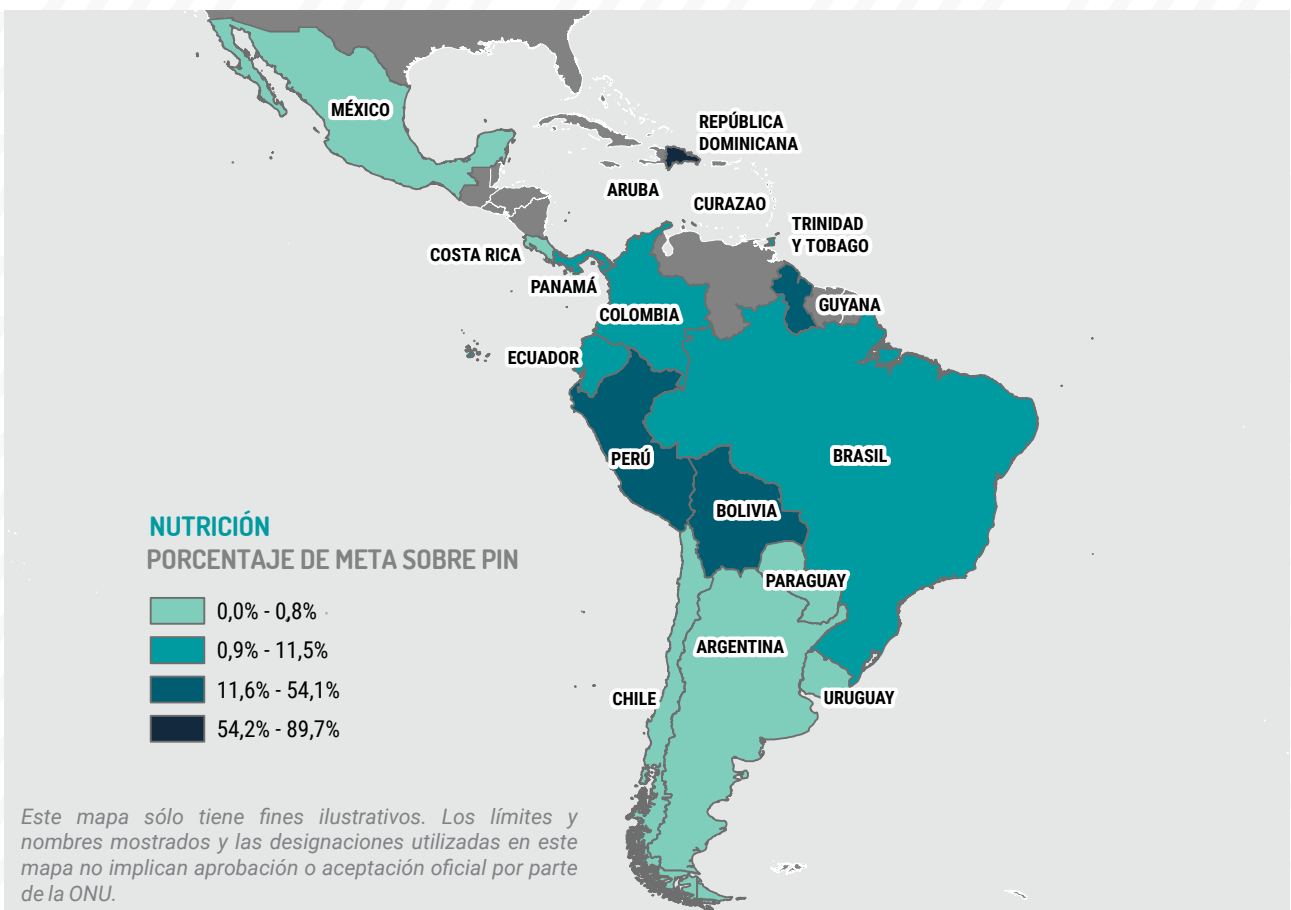 MÉXICO
REPÚBLICA
DOMINICANA
ARUBA
CURAZAO
TRINIDAD
Y TOBAGO
COSTA RICA
PANAMÁ
GUYANA
COLOMBIA
ECUADOR
PERÚ
BRASIL
BOLIVIA
PARAGUAY
ARGENTINA
CHILE
URUGUAY
NUTRICIÓN
PORCENTAJE DE META SOBRE PIN
0,0% - 0,8%
0,9% - 11,5%
11,6% - 54,1%
54,2% - 89,7%
Este mapa sólo tiene fines ilustrativos. Los límites y
nombres mostrados y las designaciones utilizadas en este
mapa no implican aprobación o aceptación oficial por parte
de la ONU.